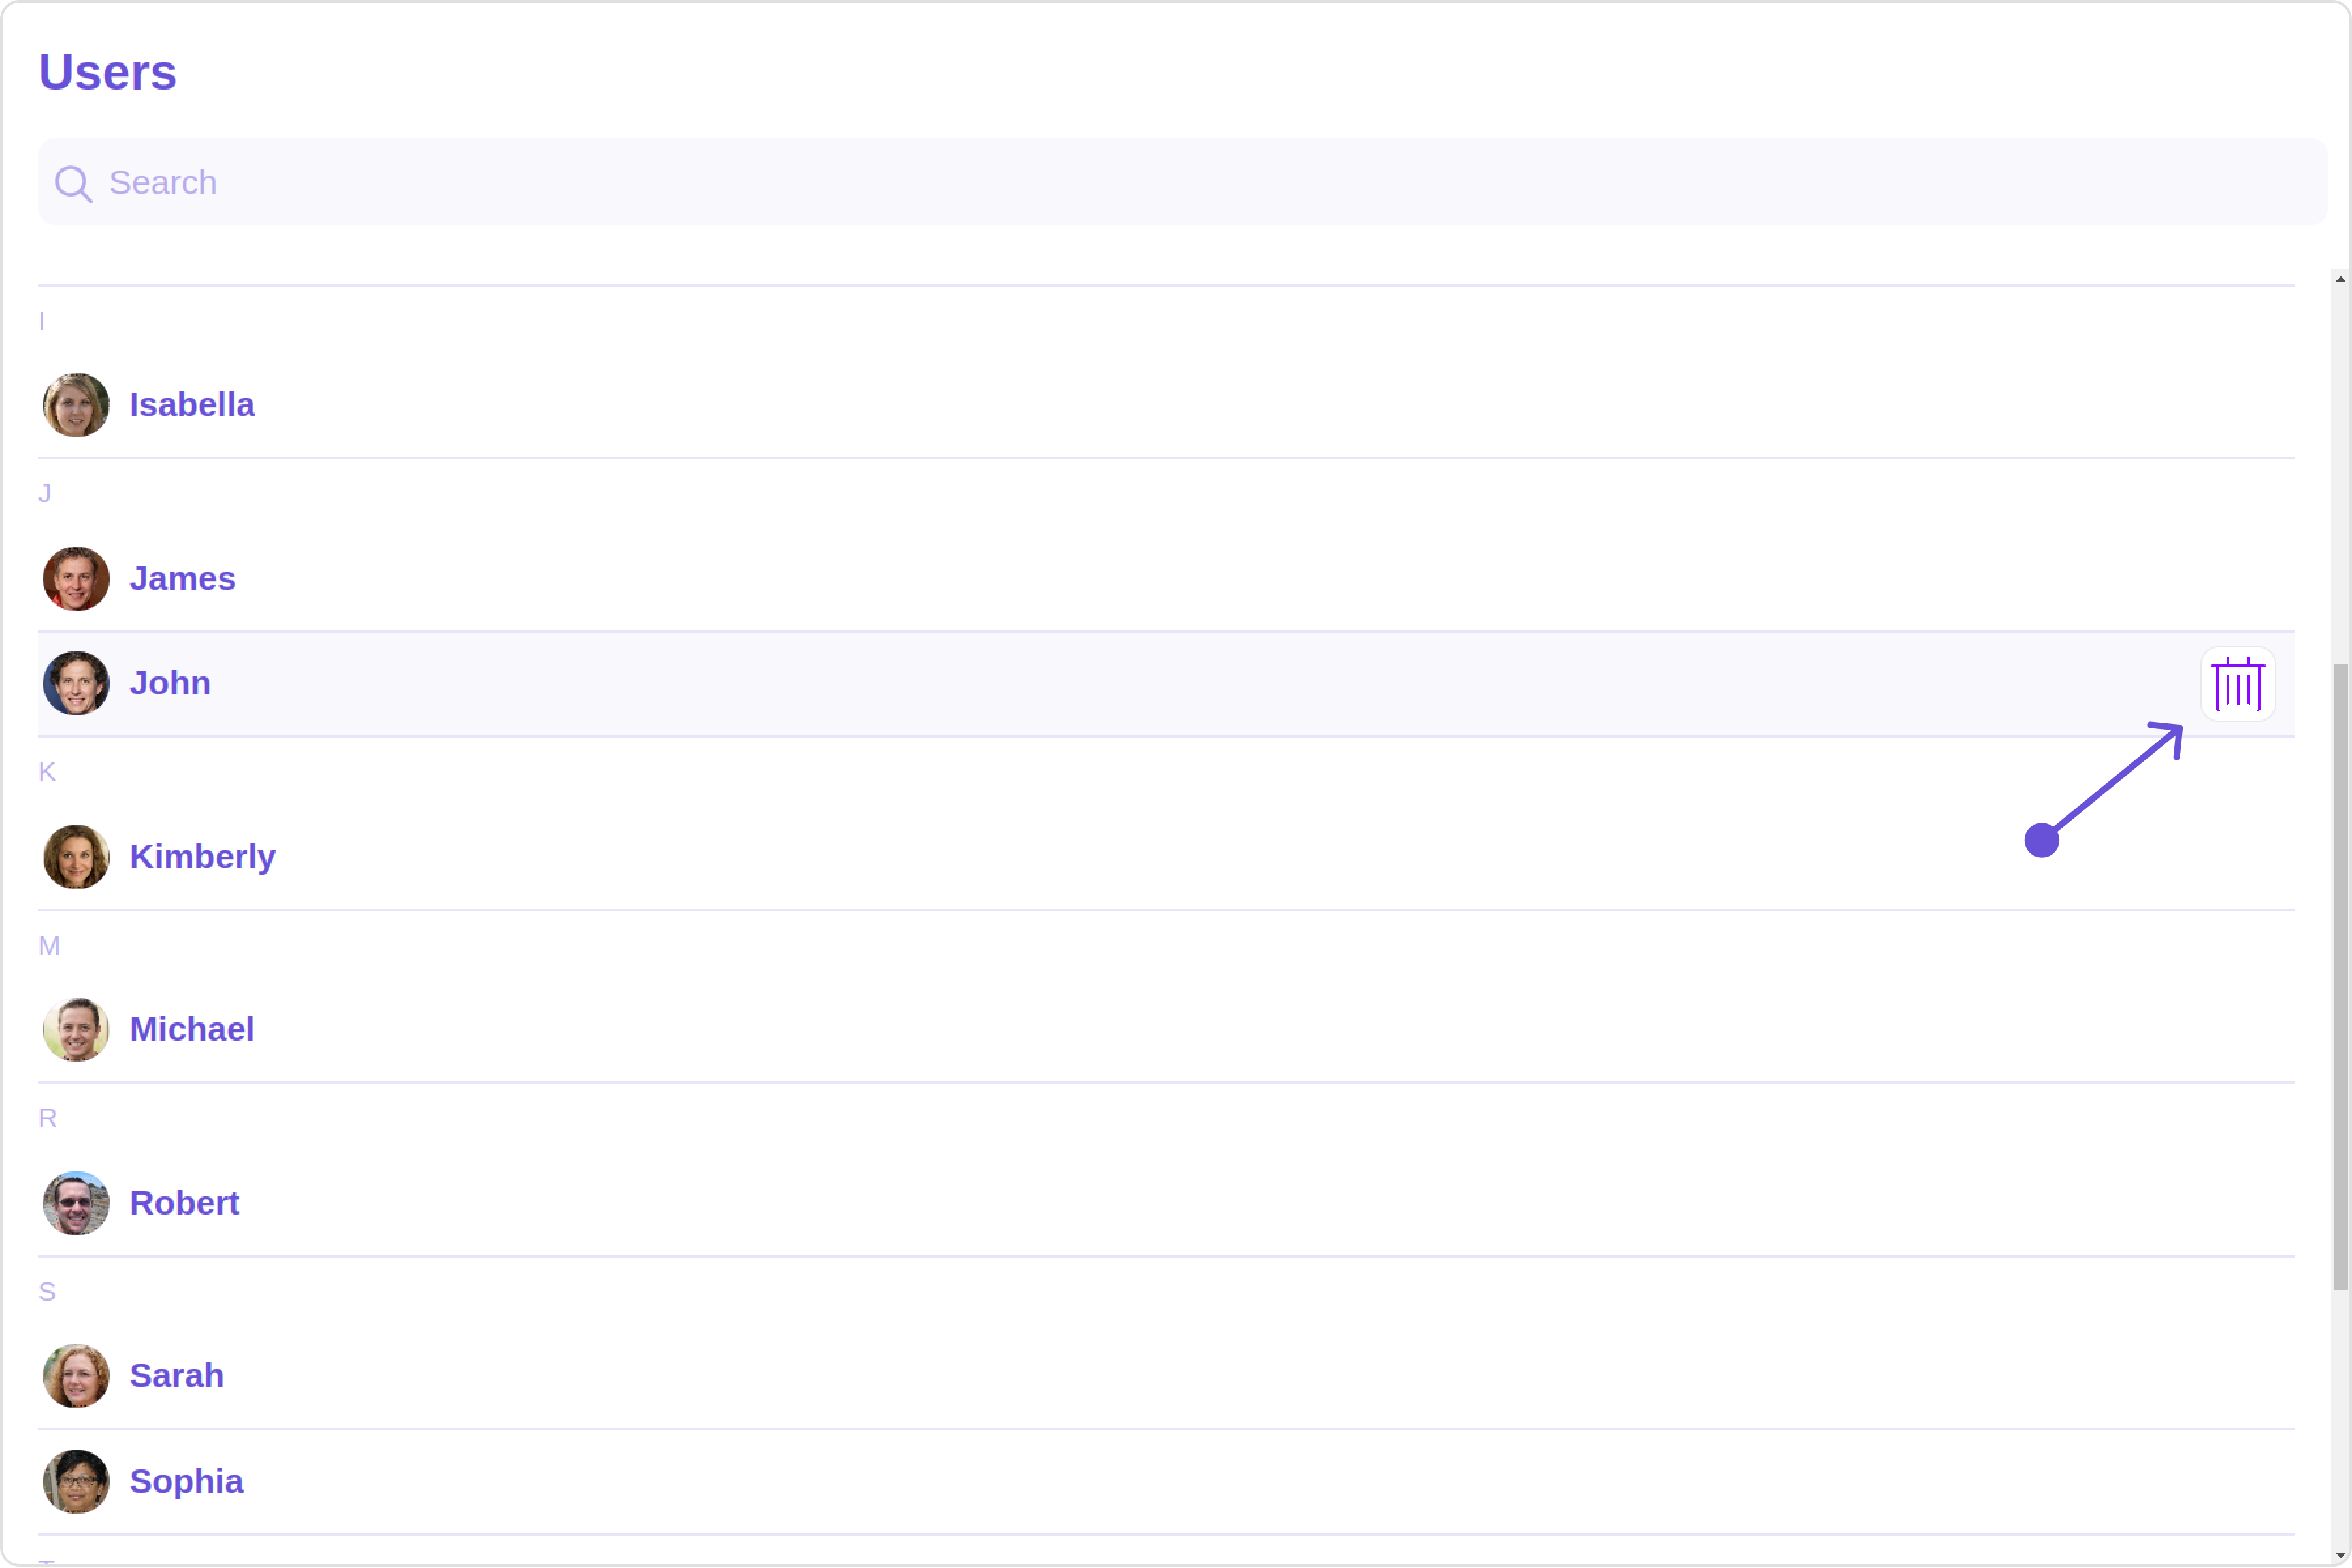 Users
Search
I
Isabella
J
James
John
K
Kimberly
M
Michael
R
Robert
S
Sarah
Sophia